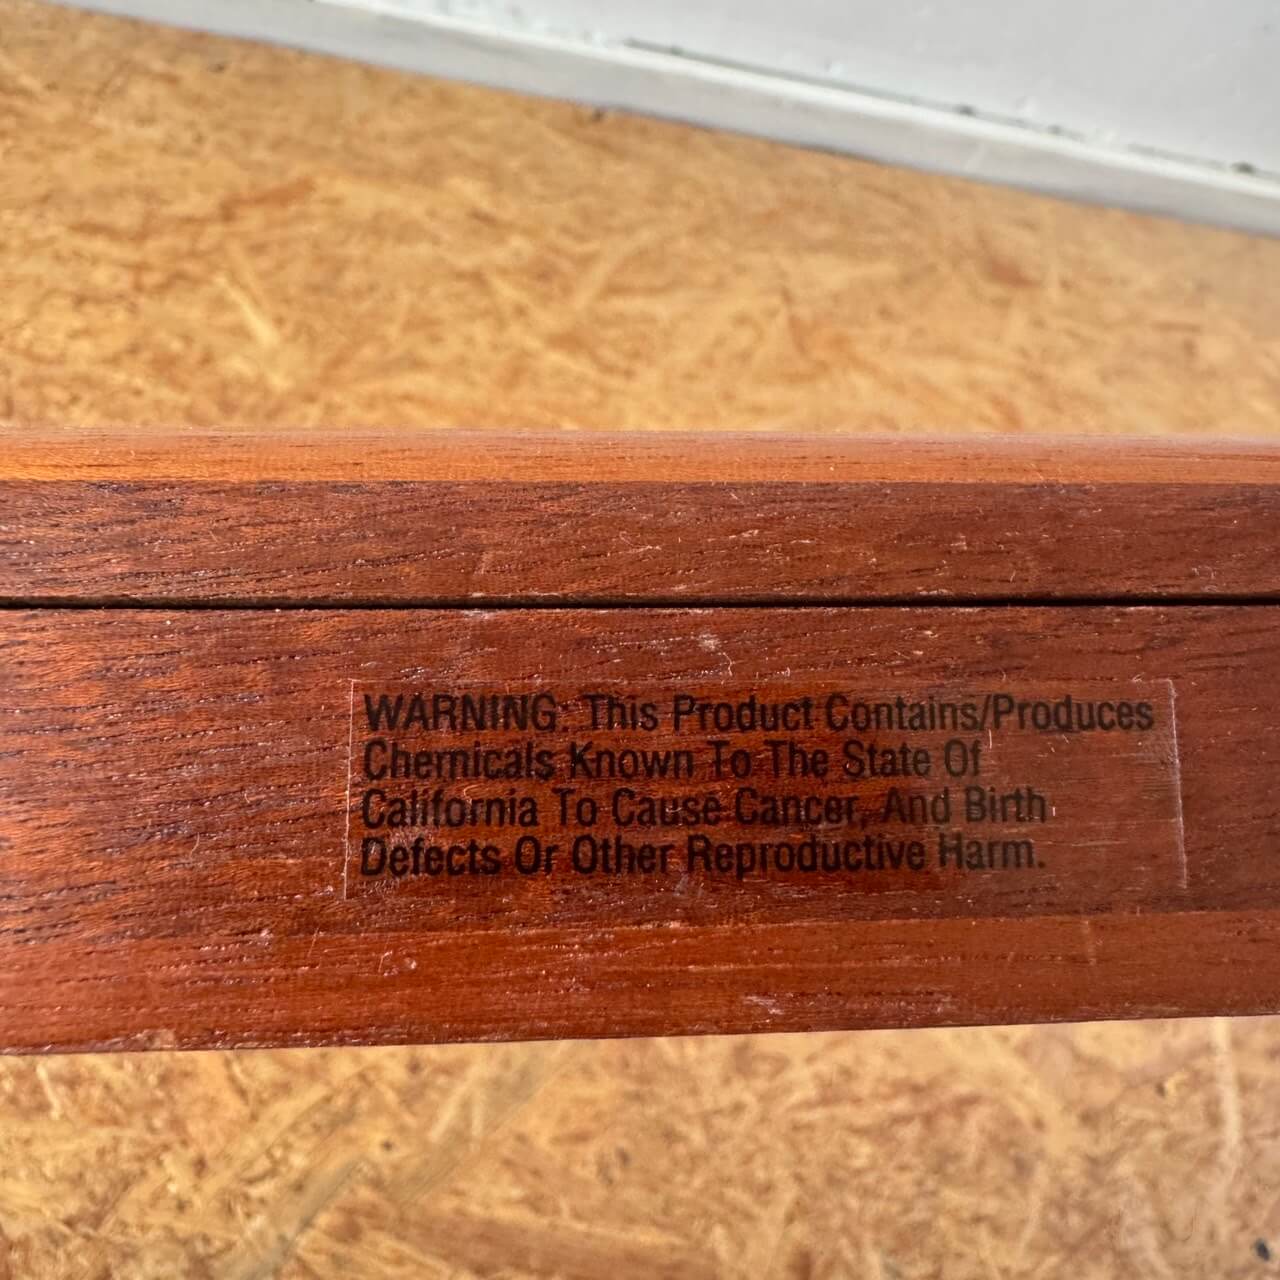 WARNING: This Product Contains/Produces
Chemicals Known To The State Of
California To Cause Cancer, And Birth
Defects Or Other Reproductive Harm.